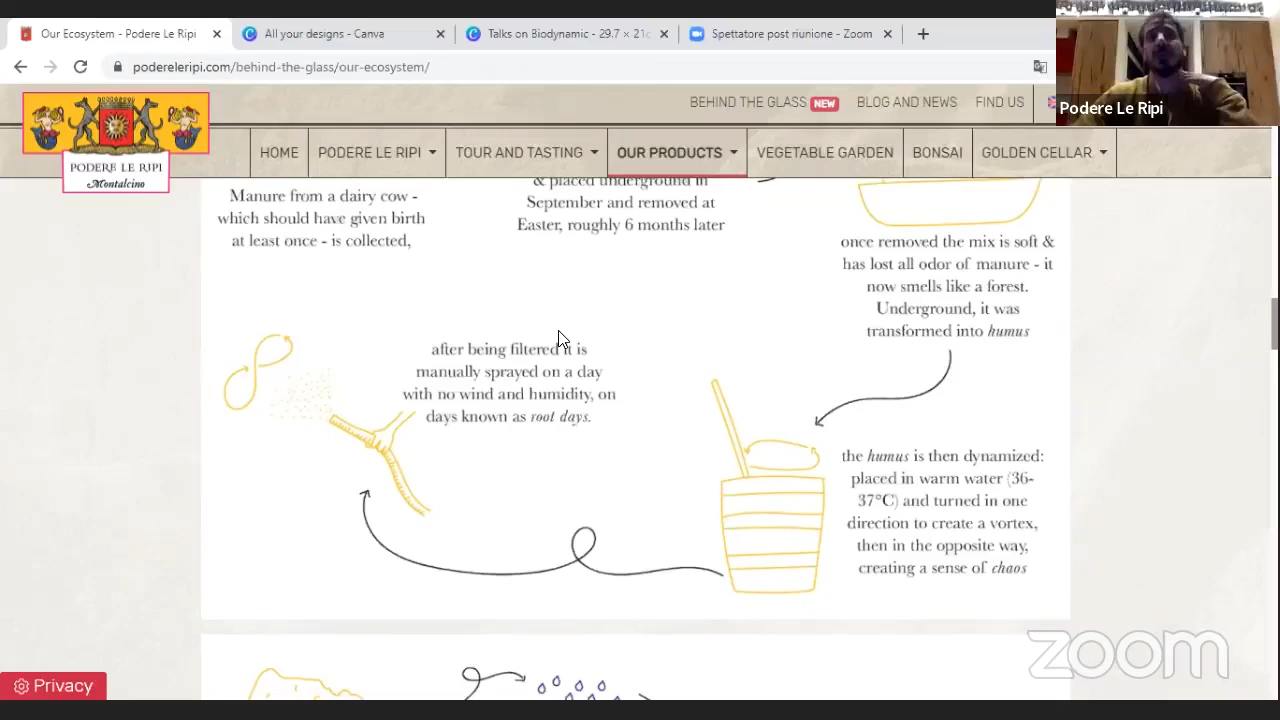 Our Ecosystem - Podere Le Ripi
All your designs - Canva
Talks on Biodynamic - 29.7 × 21c
Spettatore post riunione - Zoom
podereleripi.com/behind-the-glass/our-ecosystem/
Podere Le Ripi
BEHIND THE GLASS NEW BLOG AND NEWS FIND US
PODERE LE RIPI
Montalcino
HOME PODERE LE RIPI TOUR AND TASTING OUR PRODUCTS VEGETABLE GARDEN BONSAI GOLDEN CELLAR
Manure from a dairy cow -
which should have given birth
at least once - is collected,
& placed underground in
September and removed at
Easter, roughly 6 months later
once removed the mix is soft &
has lost all odor of manure - it
now smells like a forest.
Underground, it was
transformed into humus
after being filtered it is
manually sprayed on a day
with no wind and humidity, on
days known as root days.
the humus is then dynamized:
placed in warm water (36-
37°C) and turned in one
direction to create a vortex,
then in the opposite way,
creating a sense of chaos
Privacy
zoom